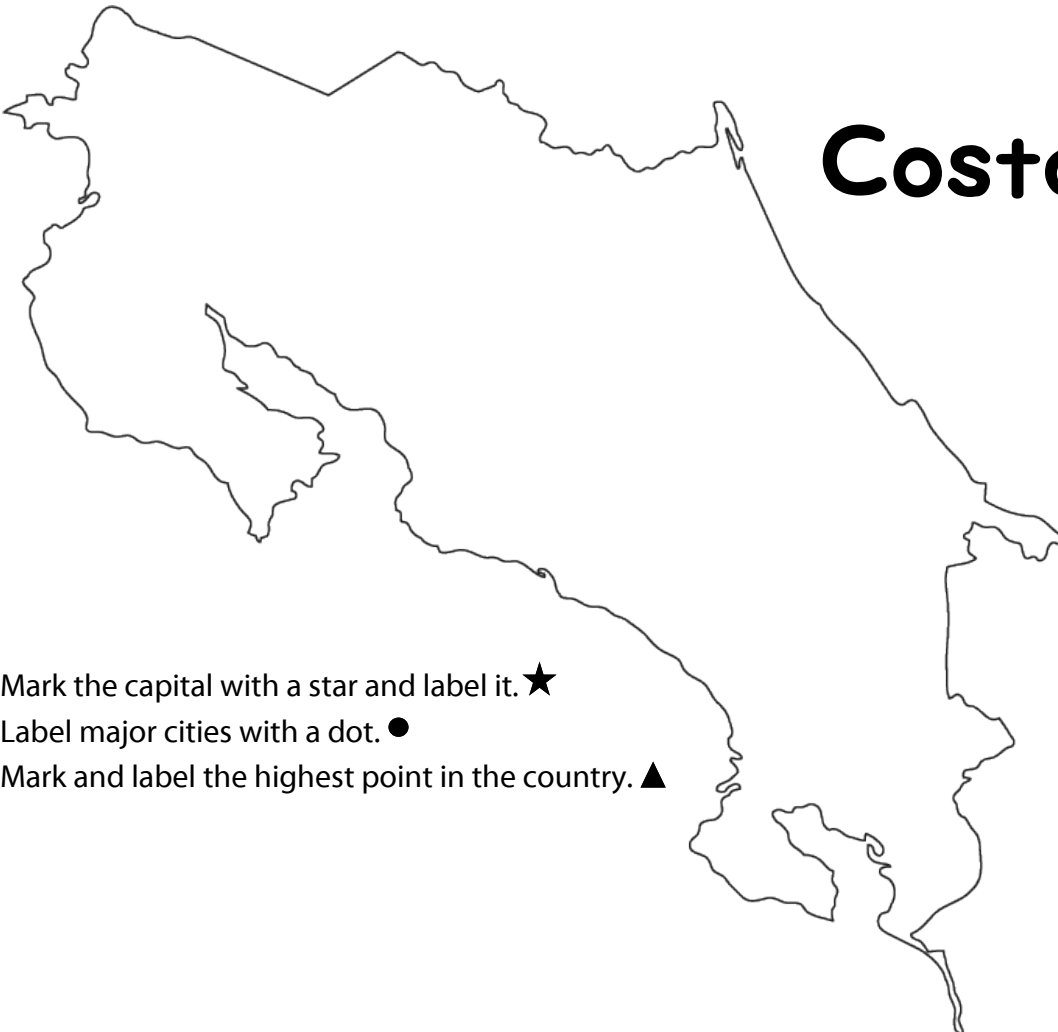 Costa
Mark the capital with a star and label it.
Label major cities with a dot.
Mark and label the highest point in the country.